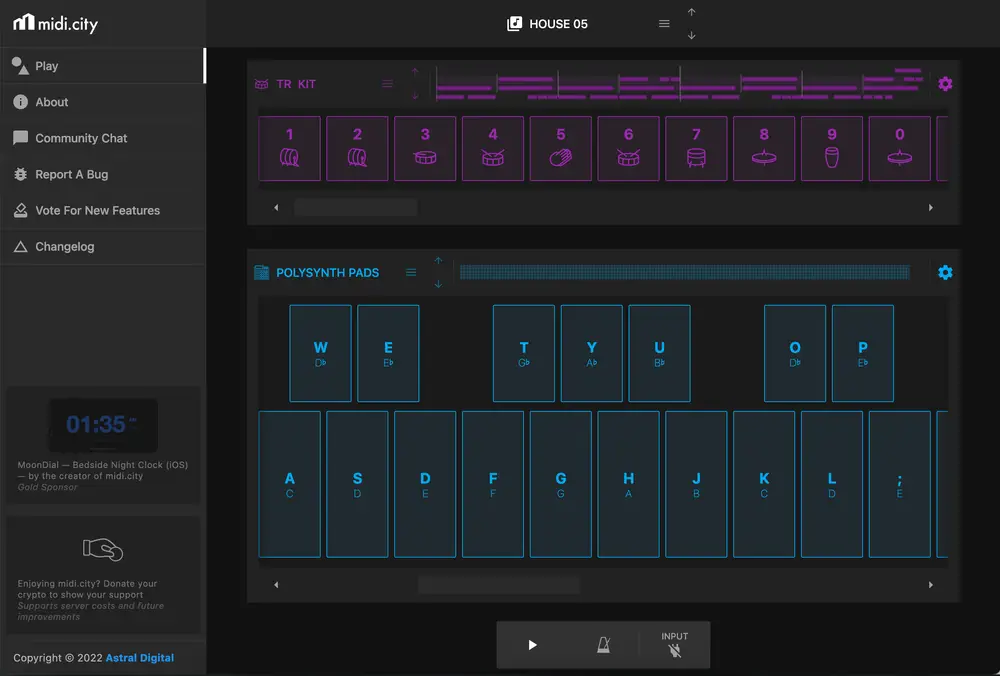 midi.city
HOUSE 05
Play
About
Community Chat
Report A Bug
Vote For New Features
Changelog
01:35
MoonDial — Bedside Night Clock (iOS)
— by the creator of midi.city
Gold Sponsor
Enjoying midi.city? Donate your
crypto to show your support
Supports server costs and future
improvements
Copyright © 2022 Astral Digital
TR KIT
1 2 3 4 5 6 7 8 9 0
POLYSYNTH PADS
W E T Y U O P
D♭ E♭ G♭ A♭ B♭ D♭ E♭
A S D F G H J K L ;
C D E F G A B C D E
INPUT